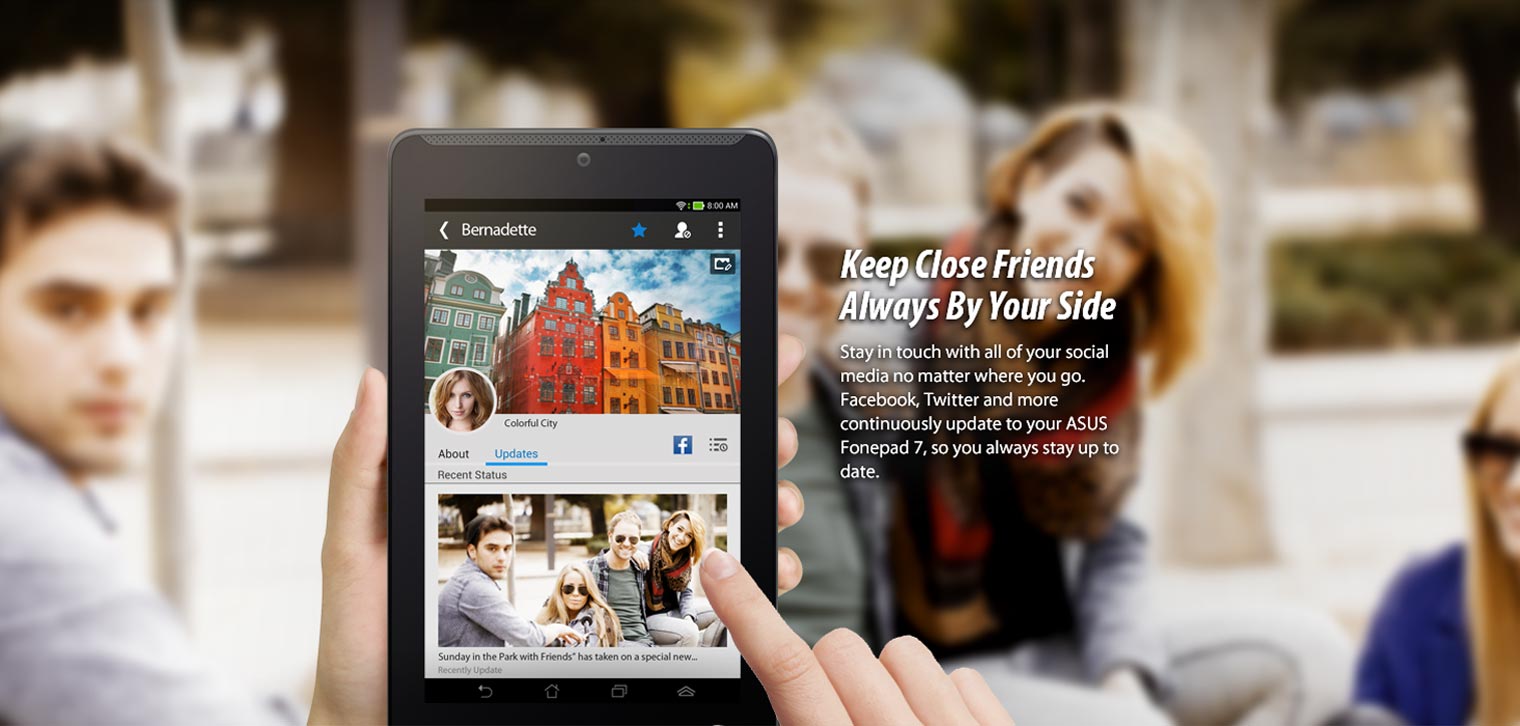 8:00 AM
Bernadette
Colorful City
About Updates
Recent Status
Sunday in the Park with Friends" has taken on a special new...
Recently Update
Keep Close Friends
Always By Your Side
Stay in touch with all of your social
media no matter where you go.
Facebook, Twitter and more
continuously update to your ASUS
Fonepad 7, so you always stay up to
date.